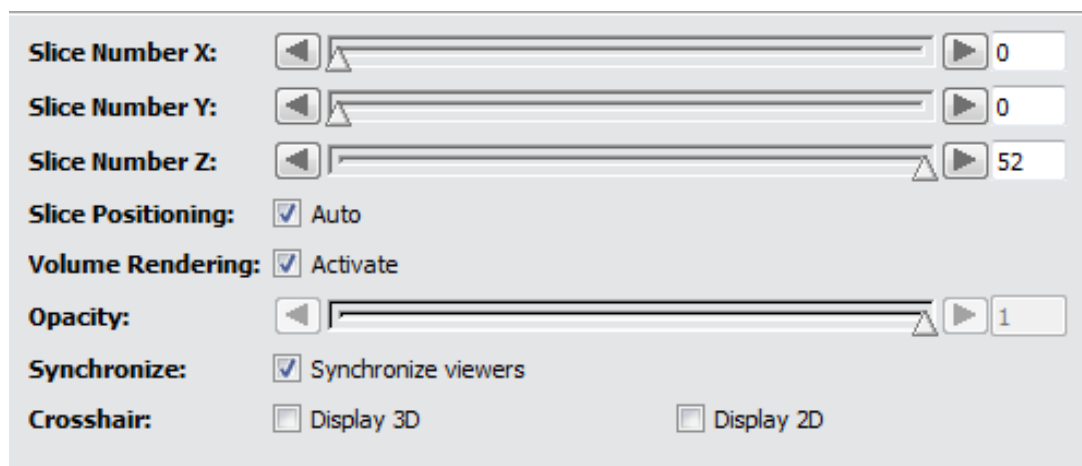 Slice Number X: 0
Slice Number Y: 0
Slice Number Z: 52
Slice Positioning: Auto
Volume Rendering: Activate
Opacity: 1
Synchronize: Synchronize viewers
Crosshair: Display 3D Display 2D